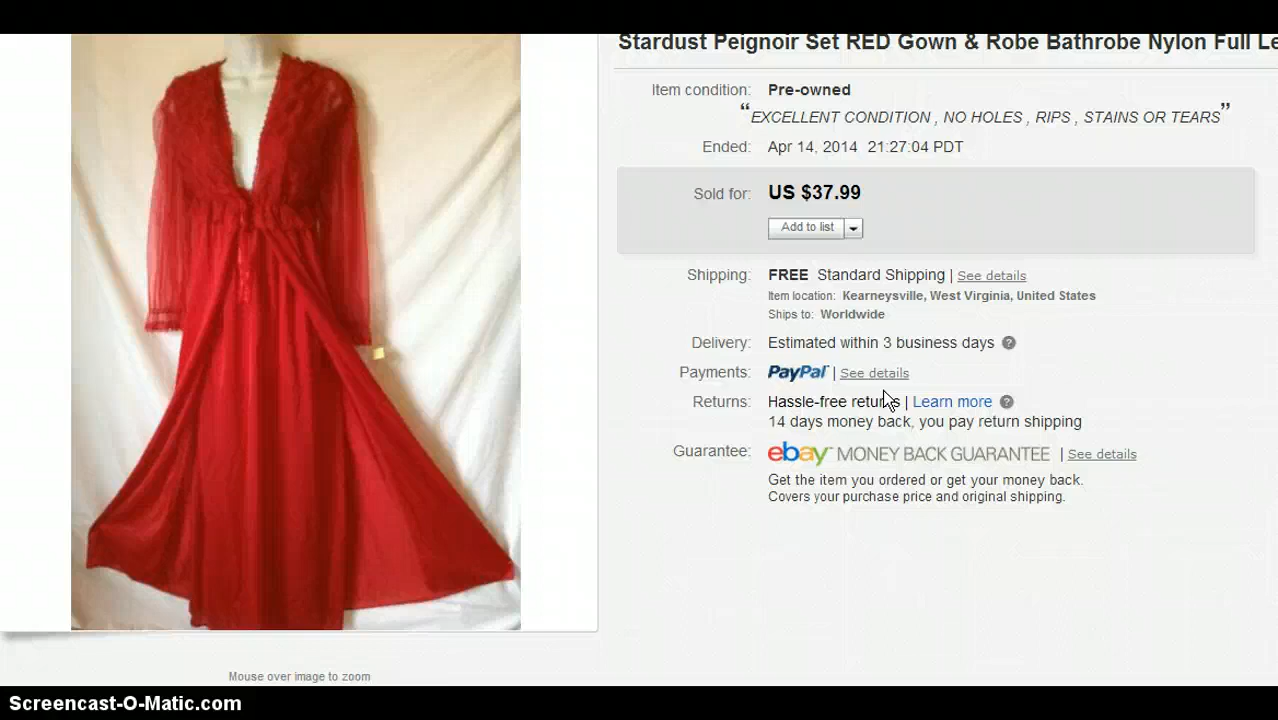 Stardust Peignoir Set RED Gown & Robe Bathrobe Nylon Full Le
Item condition: Pre-owned
“EXCELLENT CONDITION , NO HOLES , RIPS , STAINS OR TEARS”
Ended: Apr 14, 2014 21:27:04 PDT
Sold for: US $37.99
Add to list
Shipping: FREE Standard Shipping | See details
Item location: Kearneysville, West Virginia, United States
Ships to: Worldwide
Delivery: Estimated within 3 business days ?
Payments: PayPal | See details
Returns: Hassle-free returns | Learn more ?
14 days money back, you pay return shipping
Guarantee: ebay™ MONEY BACK GUARANTEE | See details
Get the item you ordered or get your money back.
Covers your purchase price and original shipping.
Mouse over image to zoom
Screencast-O-Matic.com